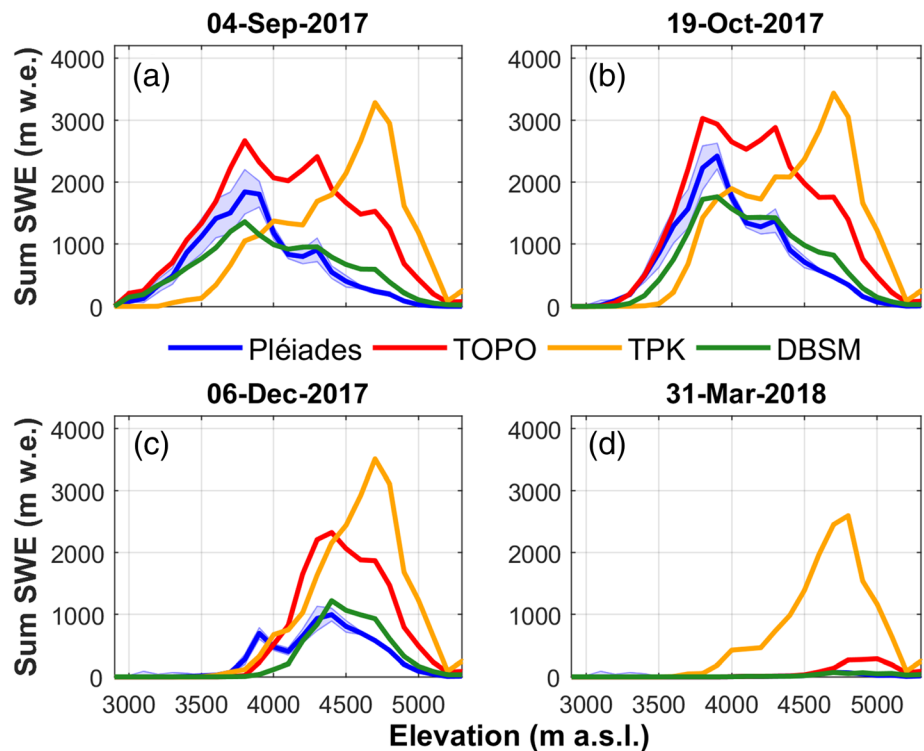 04-Sep-2017
19-Oct-2017
(a)
(b)
Sum SWE (m w.e.)
4000
3000
2000
1000
0
4000
3000
2000
1000
0
Pléiades TOPO TPK DBSM
06-Dec-2017
31-Mar-2018
(c)
(d)
Sum SWE (m w.e.)
4000
3000
2000
1000
0
4000
3000
2000
1000
0
3000 3500 4000 4500 5000
3000 3500 4000 4500 5000
Elevation (m a.s.l.)